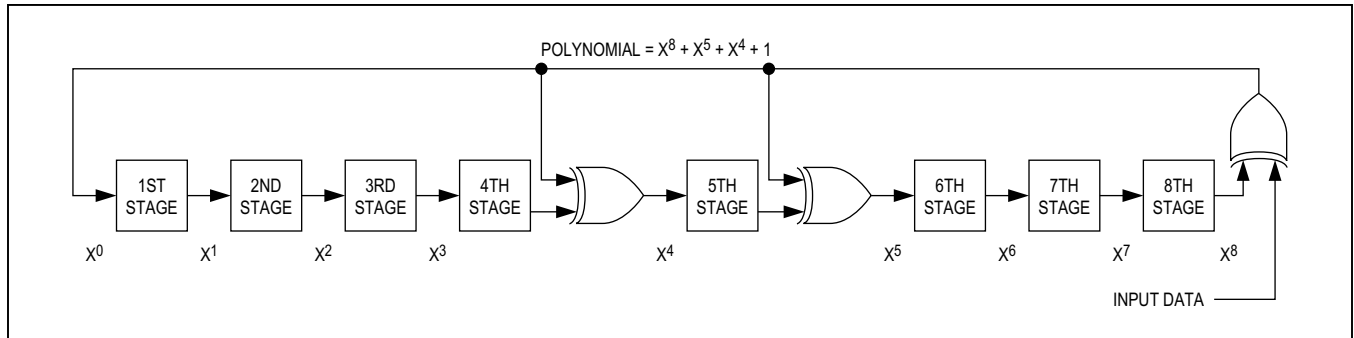 POLYNOMIAL = X⁸ + X⁵ + X⁴ + 1
1ST
STAGE
2ND
STAGE
3RD
STAGE
4TH
STAGE
5TH
STAGE
6TH
STAGE
7TH
STAGE
8TH
STAGE
X⁰
X¹
X²
X³
X⁴
X⁵
X⁶
X⁷
X⁸
INPUT DATA